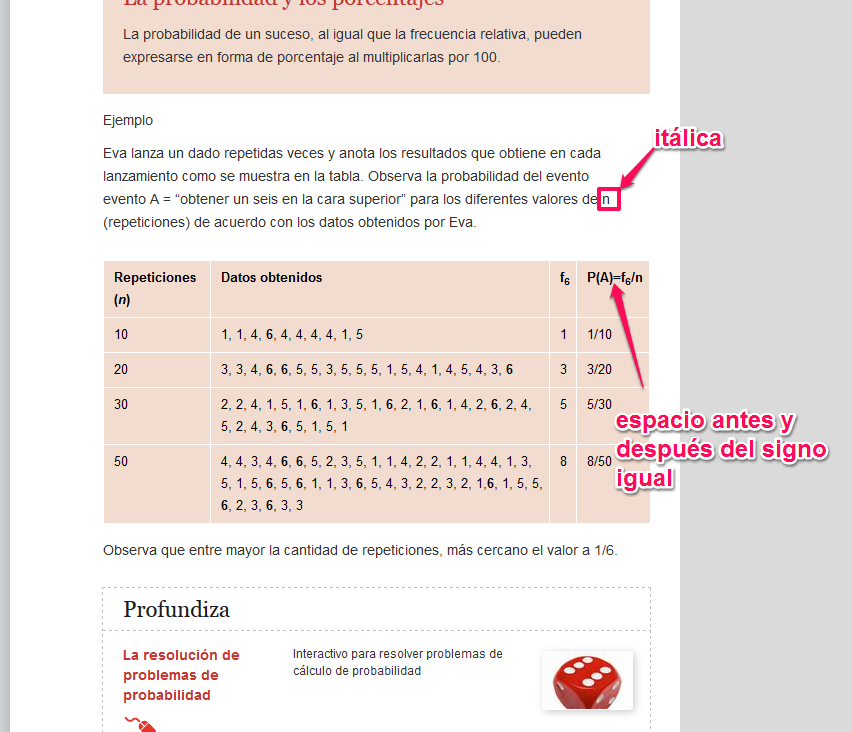 La probabilidad y los porcentajes
La probabilidad de un suceso, al igual que la frecuencia relativa, pueden
expresarse en forma de porcentaje al multiplicarlas por 100.
Ejemplo
itálica
Eva lanza un dado repetidas veces y anota los resultados que obtiene en cada
lanzamiento como se muestra en la tabla. Observa la probabilidad del evento
evento A = “obtener un seis en la cara superior” para los diferentes valores de n
(repeticiones) de acuerdo con los datos obtenidos por Eva.
Repeticiones Datos obtenidos f6 P(A)=f6/n
(n)
10 1, 1, 4, 6, 4, 4, 4, 4, 1, 5 1 1/10
20 3, 3, 4, 6, 6, 5, 5, 3, 5, 5, 5, 1, 5, 4, 1, 4, 5, 4, 3, 6 3 3/20
30 2, 2, 4, 1, 5, 1, 6, 1, 3, 5, 1, 6, 2, 1, 6, 1, 4, 2, 6, 2, 4, 5 5/30
5, 2, 4, 3, 6, 5, 1, 5, 1
espacio antes y
después del signo
igual
50 4, 4, 3, 4, 6, 6, 5, 2, 3, 5, 1, 1, 4, 2, 2, 1, 1, 4, 4, 1, 3, 8 8/50
5, 1, 5, 6, 5, 6, 1, 1, 3, 6, 5, 4, 3, 2, 2, 3, 2, 1,6, 1, 5, 5,
6, 2, 3, 6, 3, 3
Observa que entre mayor la cantidad de repeticiones, más cercano el valor a 1/6.
Profundiza
La resolución de
problemas de
probabilidad
Interactivo para resolver problemas de
cálculo de probabilidad